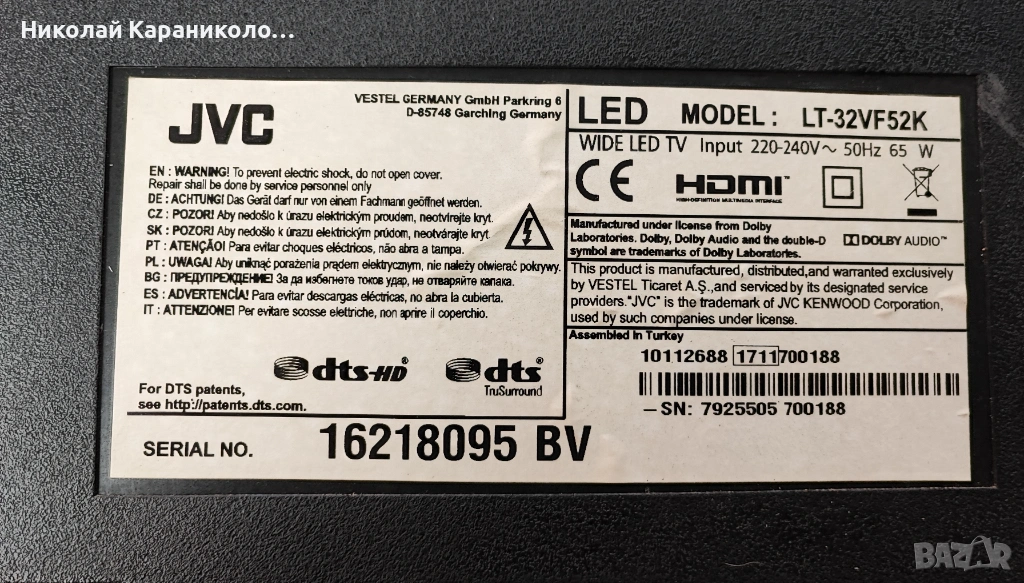 Николай Караниколо...
JVC
VESTEL GERMANY GmbH Parkring 6
D-85748 Garching Germany
EN : WARNING! To prevent electric shock, do not open cover.
Repair shall be done by service personnel only
DE : ACHTUNG! Das Gerät darf nur von einem Fachmann geöffnet werden.
CZ : POZOR! Aby nedošlo k úrazu elektrickým proudem, neotvírejte kryt.
SK : POZOR! Aby nedošlo k úrazu elektrickým prúdom, neotvárajte kryt.
PT : ATENÇÃO! Para evitar choques eléctricos, não abra a tampa.
PL : UWAGA! Aby uniknąć porażenia prądem elektrycznym, nie należy otwierać pokrywy.
BG : ПРЕДУПРЕЖДЕНИЕ! За да избегнете токов удар, не отваряйте капака.
ES : ADVERTENCIA! Para evitar descargas eléctricas, no abra la cubierta.
IT : ATTENZIONE! Per evitare scosse elettriche, non aprire il coperchio.
dts-HD®
dts®
TruSurround
For DTS patents,
see http://patents.dts.com.
LED MODEL : LT-32VF52K
WIDE LED TV Input 220-240V~ 50Hz 65 W
CE HDMI™
HIGH-DEFINITION MULTIMEDIA INTERFACE
Manufactured under license from Dolby
Laboratories. Dolby, Dolby Audio and the double-D
symbol are trademarks of Dolby Laboratories.
DOLBY AUDIO™
This product is manufactured, distributed,and warranted exclusively
by VESTEL Ticaret A.Ş.,and serviced by its designated service
providers."JVC" is the trademark of JVC KENWOOD Corporation,
used by such companies under license.
Assembled in Turkey
10112688 1711700188
–SN: 7925505 700188
SERIAL NO. 16218095 BV
BAZAR